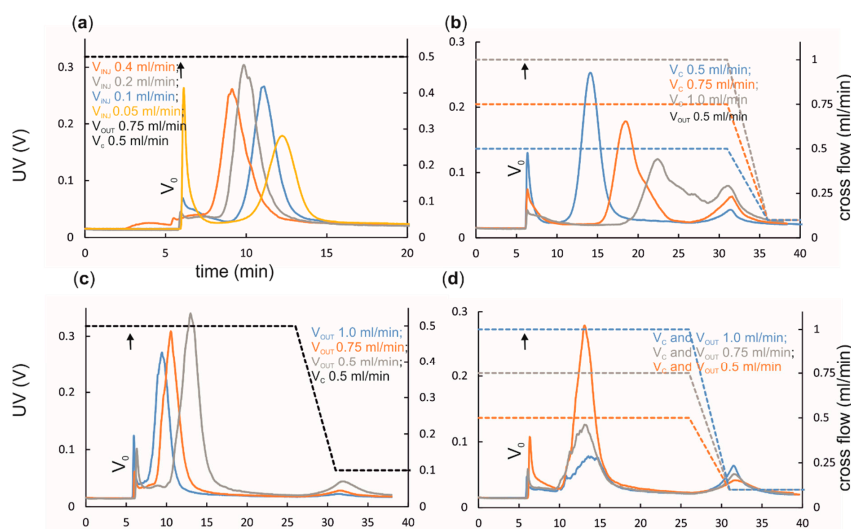 (a)
0.3
0.2
0.1
0
UV (V)
V_INJ 0.4 ml/min;
V_INJ 0.2 ml/min;
V_INJ 0.1 ml/min;
V_INJ 0.05 ml/min;
V_OUT 0.75 ml/min
V_c 0.5 ml/min
V_0
0.5
0.4
0.3
0.2
0.1
0
0 5 10 15 20
time (min)
(b)
0.3
0.2
0.1
0
V_C 0.5 ml/min;
V_C 0.75 ml/min;
V_C 1.0 ml/min
V_OUT 0.5 ml/min
V_0
1
0.75
0.5
0.25
0
cross flow (ml/min)
0 5 10 15 20 25 30 35 40
(c)
0.3
0.2
0.1
0
UV (V)
V_OUT 1.0 ml/min;
V_OUT 0.75 ml/min;
V_OUT 0.5 ml/min;
V_C 0.5 ml/min
V_0
0.5
0.4
0.3
0.2
0.1
0
0 5 10 15 20 25 30 35 40
(d)
0.3
0.2
0.1
0
V_C and V_OUT 1.0 ml/min;
V_C and V_OUT 0.75 ml/min;
V_C and V_OUT 0.5 ml/min
V_0
1
0.75
0.5
0.25
0
cross flow (ml/min)
0 5 10 15 20 25 30 35 40